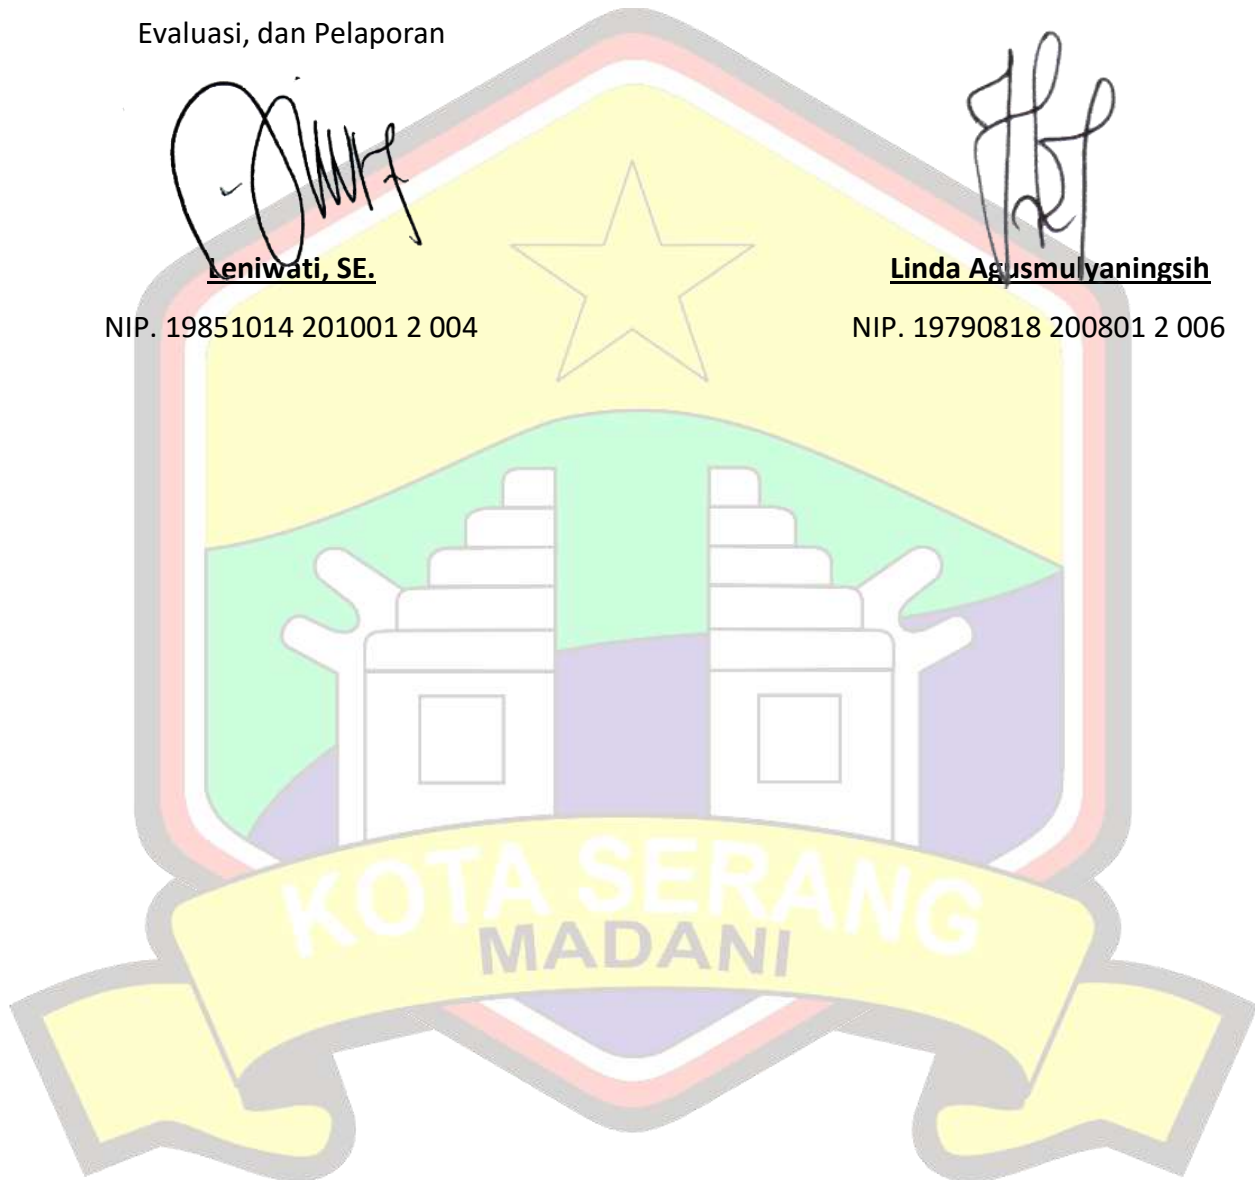 Evaluasi, dan Pelaporan
Leniwati, SE.
Linda Agusmulyaningsih
NIP. 19851014 201001 2 004
NIP. 19790818 200801 2 006
KOTA SERANG
MADANI